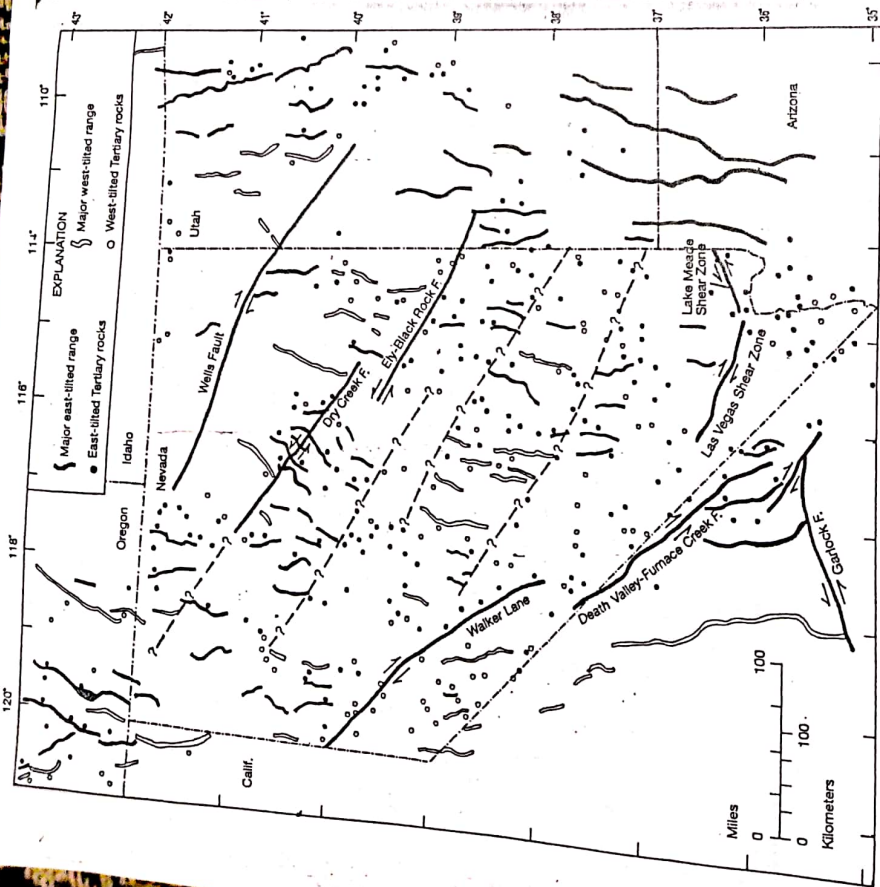 EXPLANATION
Major east-tilted range
Major west-tilted range
East-tilted Tertiary rocks
West-tilted Tertiary rocks
120°
118°
116°
114°
110°
43°
42°
41°
40°
39°
38°
37°
36°
35°
Oregon
Idaho
Nevada
Utah
Calif.
Arizona
Wells Fault
Dry Creek F.
Ely-Black Rock F.
?
?
?
?
?
?
?
?
?
?
Walker Lane
Death Valley-Furnace Creek F.
Las Vegas Shear Zone
Lake Meade
Shear Zone
Garlock F.
Miles
0
100
0
100
Kilometers